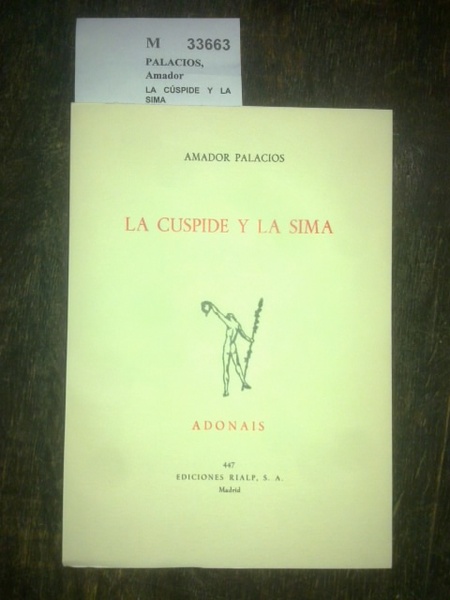 M 33663
PALACIOS,
Amador
LA CÚSPIDE Y LA
SIMA
AMADOR PALACIOS
LA CUSPIDE Y LA SIMA
ADONAIS
447
EDICIONES RIALP, S. A.
Madrid